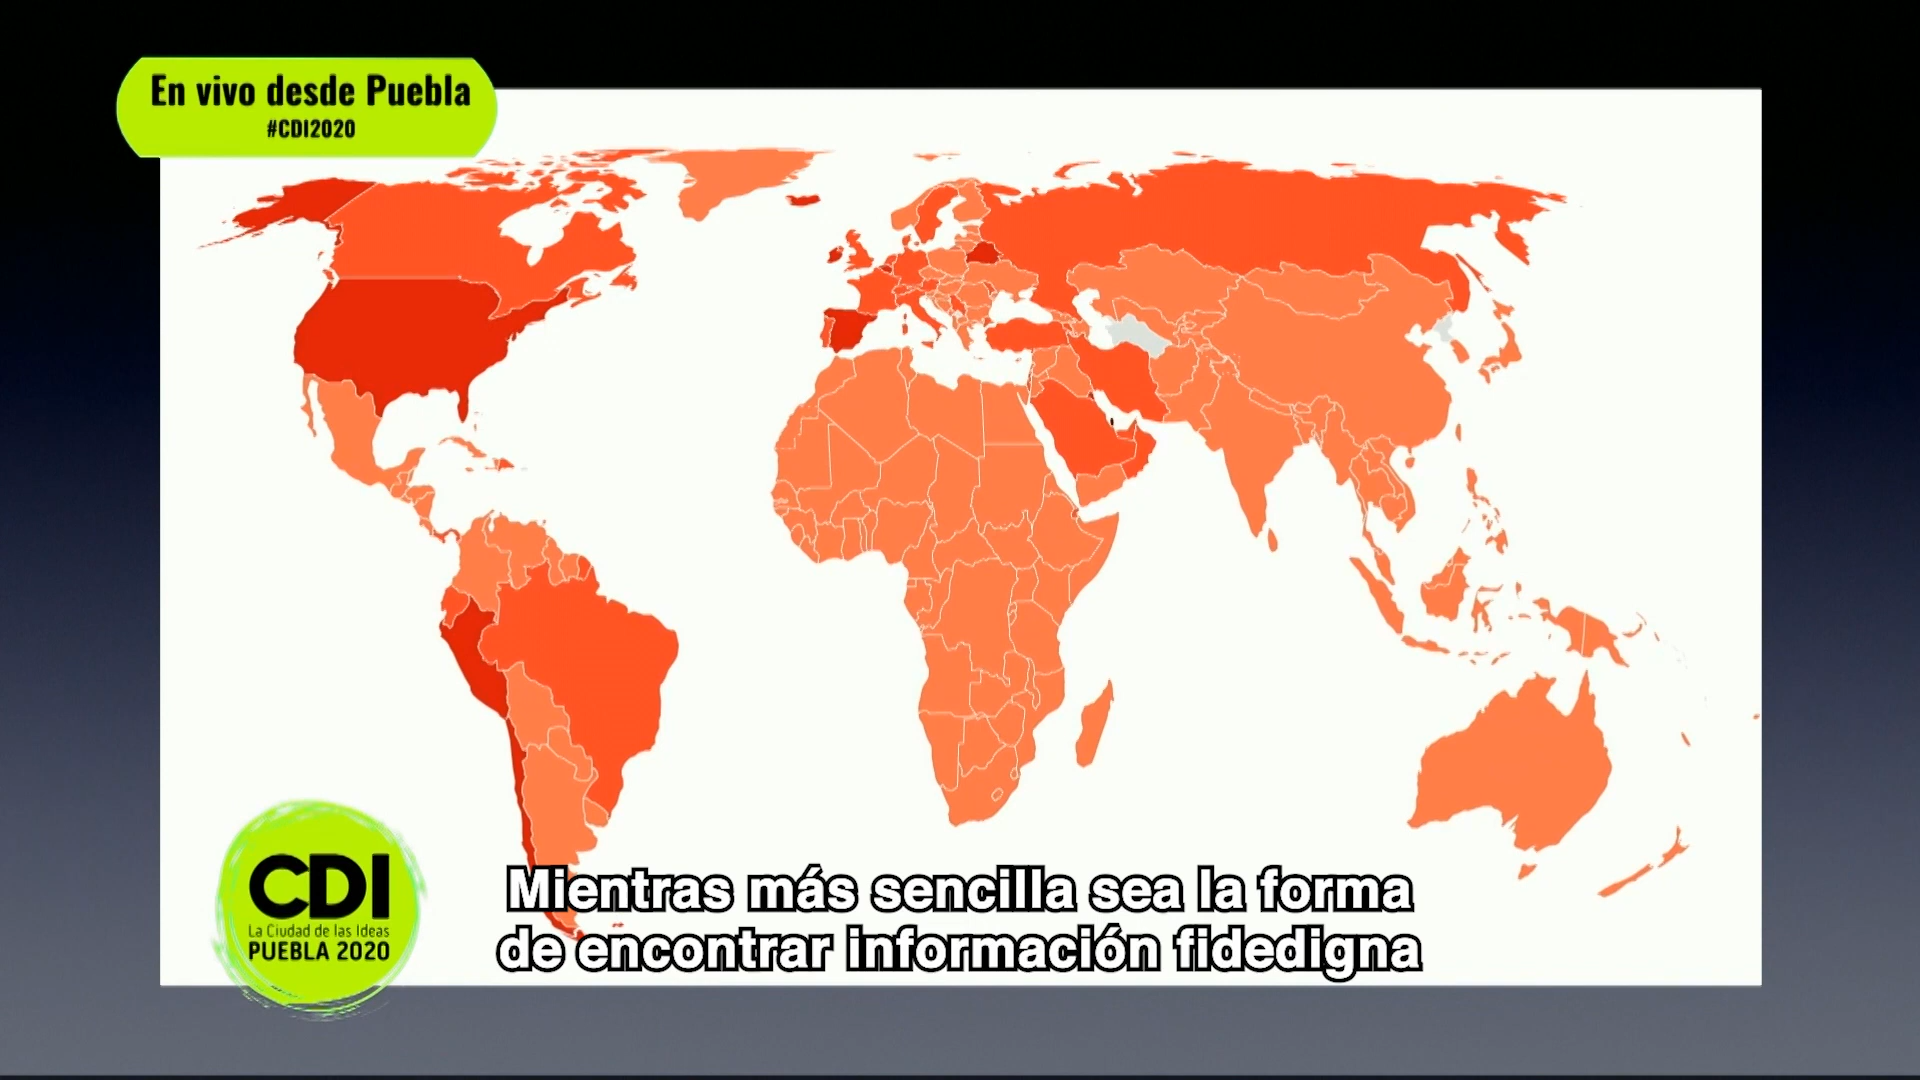 En vivo desde Puebla
#CDI2020
CDI
La Ciudad de las Ideas
PUEBLA 2020
Mientras más sencilla sea la forma
de encontrar información fidedigna